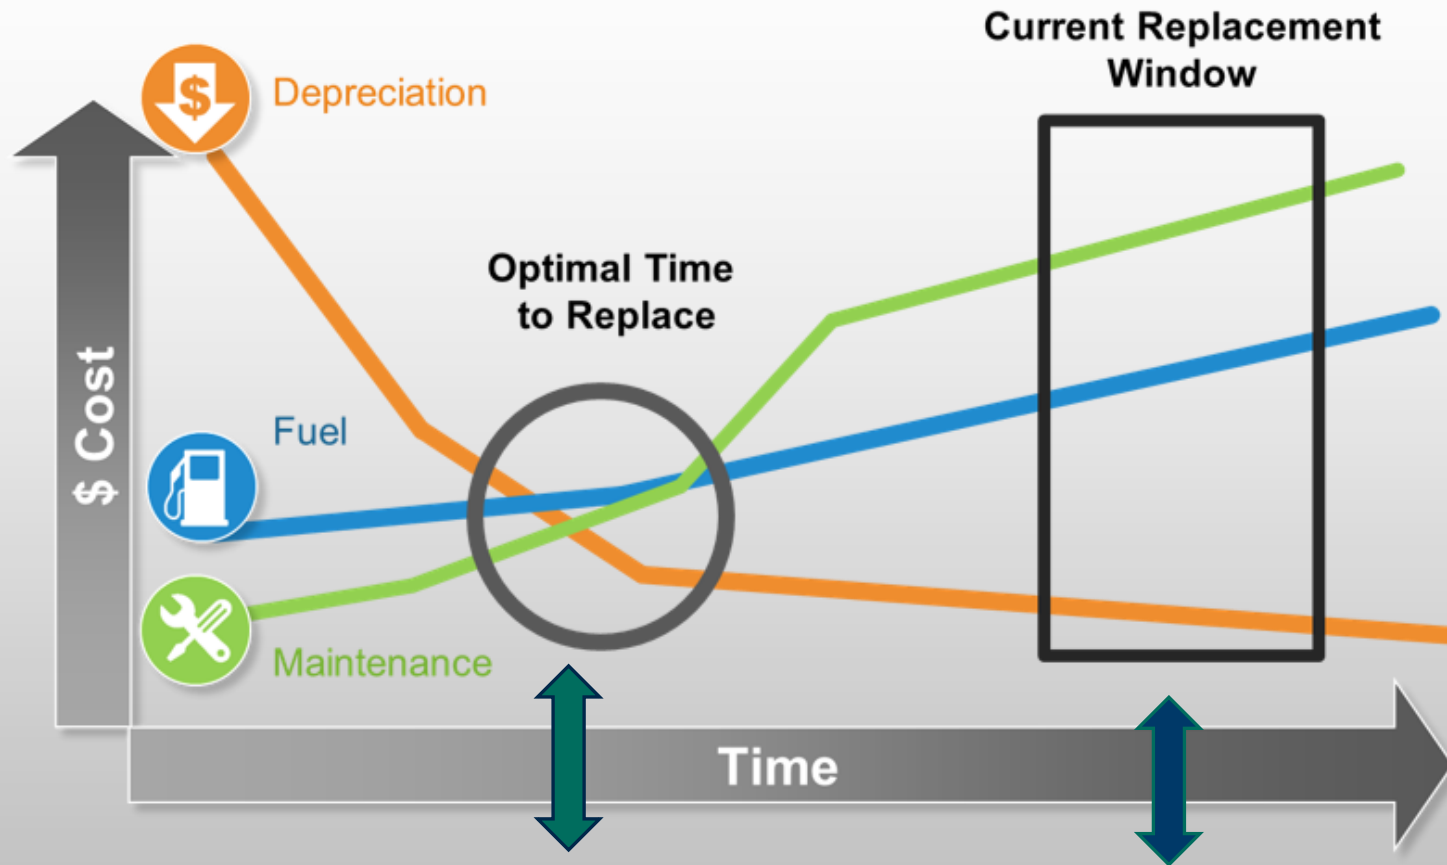 Current Replacement
Window
$
Depreciation
Optimal Time
to Replace
$ Cost
Fuel
Maintenance
Time